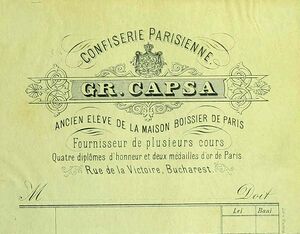 CONFISERIE PARISIENNE
GR. CAPSA
ANCIEN ELÈVE DE LA MAISON BOISSIER DE PARIS
Fournisseur de plusieurs cours
Quatre diplômes d'honneur et deux médailles d'or de Paris
Rue de la Victoire, Bucharest.
M Doit
Lei Bani